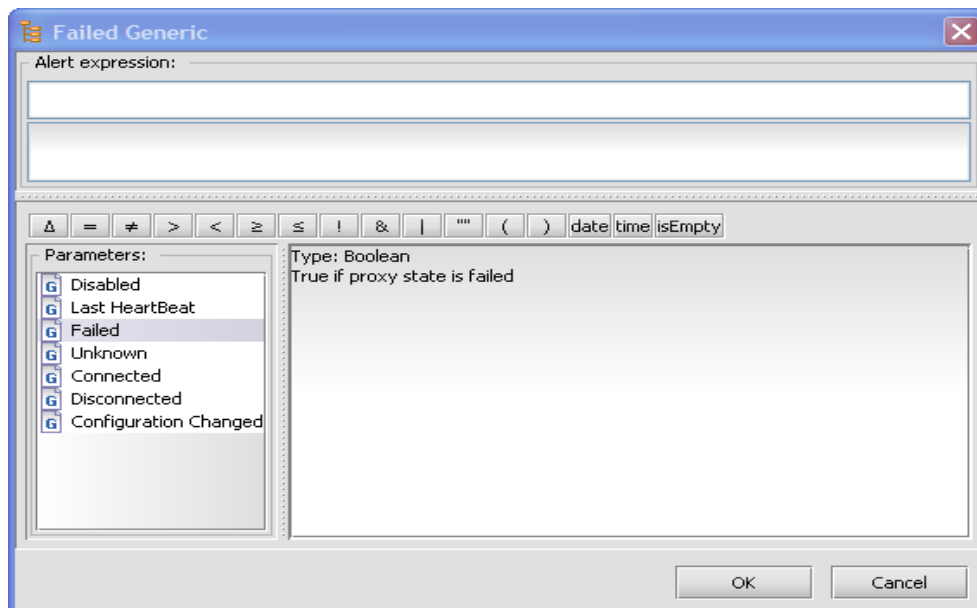 Failed Generic
Alert expression:
Δ = ≠ > < ≥ ≤ ! & | "" ( ) date time isEmpty
Parameters:
G Disabled
G Last HeartBeat
G Failed
G Unknown
G Connected
G Disconnected
G Configuration Changed
Type: Boolean
True if proxy state is failed
OK Cancel